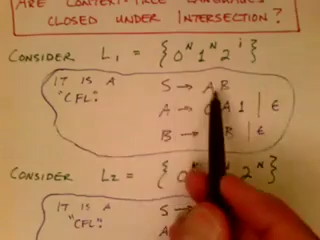 ARE CONTEXT-FREE LANGUAGES
CLOSED UNDER INTERSECTION?
CONSIDER L₁ = { 0ᴺ 1ᴺ 2ⁱ }
IT IS A "CFL".
S → AB
A → 0A1 | ε
B → B | ε
CONSIDER L₂ = { 0 2ᴺ }
IT IS A "CFL".
S →
A